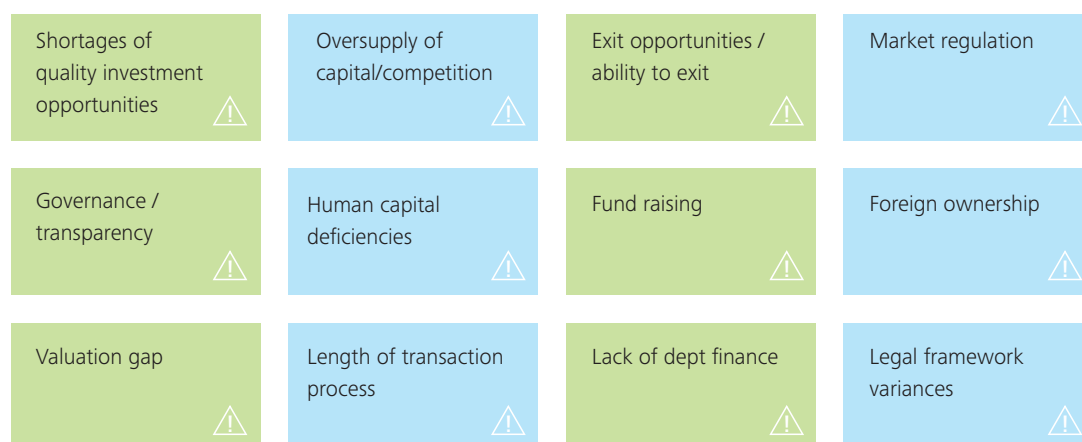 Shortages of
quality investment
opportunities
Oversupply of
capital/competition
Exit opportunities /
ability to exit
Market regulation
Governance /
transparency
Human capital
deficiencies
Fund raising
Foreign ownership
Valuation gap
Length of transaction
process
Lack of dept finance
Legal framework
variances